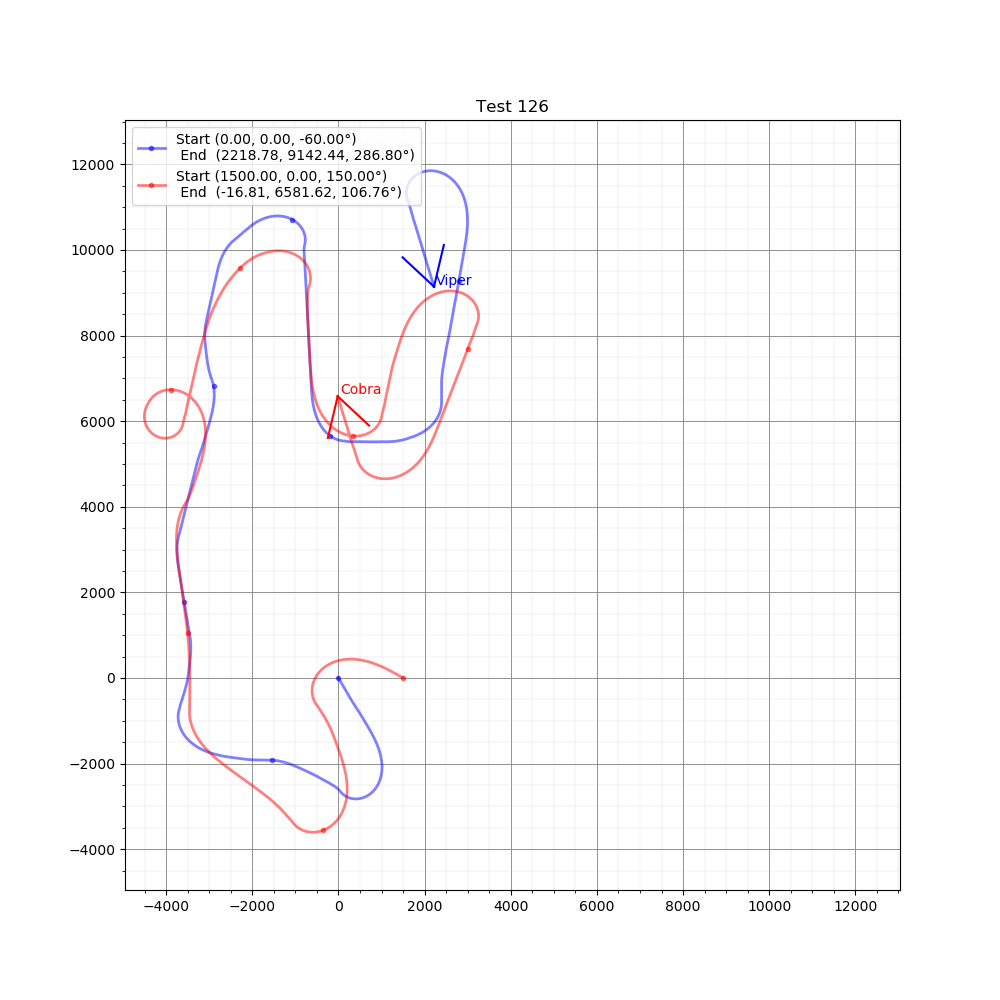 Test 126
Start (0.00, 0.00, -60.00°)
End  (2218.78, 9142.44, 286.80°)
Start (1500.00, 0.00, 150.00°)
End  (-16.81, 6581.62, 106.76°)
12000
10000
8000
6000
4000
2000
0
−2000
−4000
Viper
Cobra
−4000 −2000 0 2000 4000 6000 8000 10000 12000